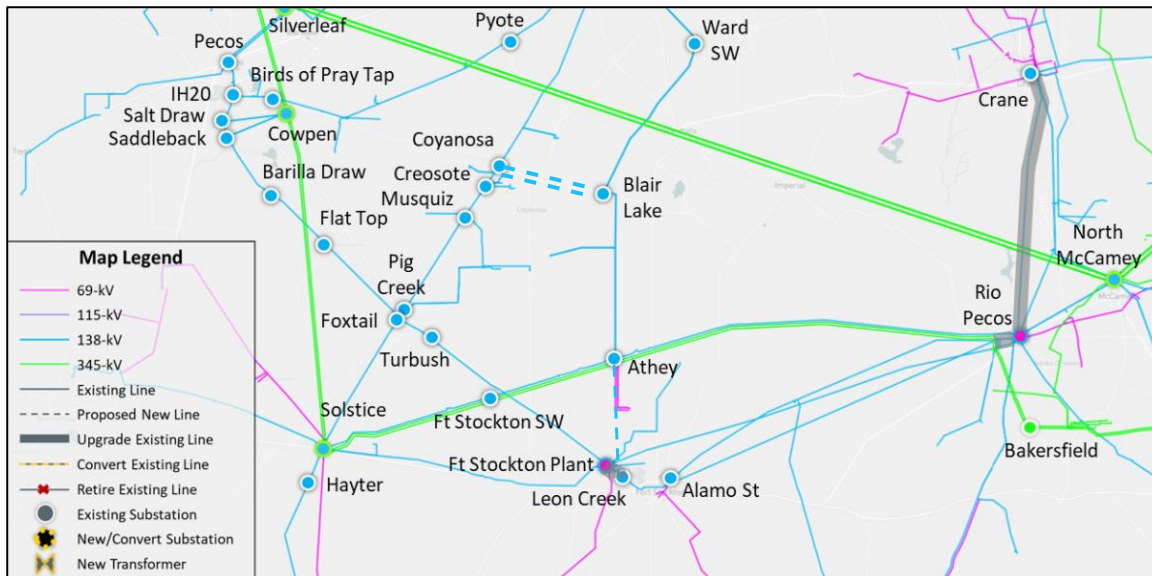 Silverleaf
Pyote
Ward
SW
Pecos
Birds of Pray Tap
IH20
Crane
Salt Draw
Saddleback
Cowpen
Coyanosa
Barilla Draw
Creosote
Musquiz
Blair
Lake
Imperial
Coyanosa
Flat Top
North
McCamey
McCamey
Pig
Creek
Rio
Pecos
Foxtail
Turbush
Athey
Solstice
Ft Stockton SW
Bakersfield
Ft Stockton Plant
Leon Creek
Alamo St
Hayter
Map Legend
69-kV
115-kV
138-kV
345-kV
Existing Line
Proposed New Line
Upgrade Existing Line
Convert Existing Line
Retire Existing Line
Existing Substation
New/Convert Substation
New Transformer